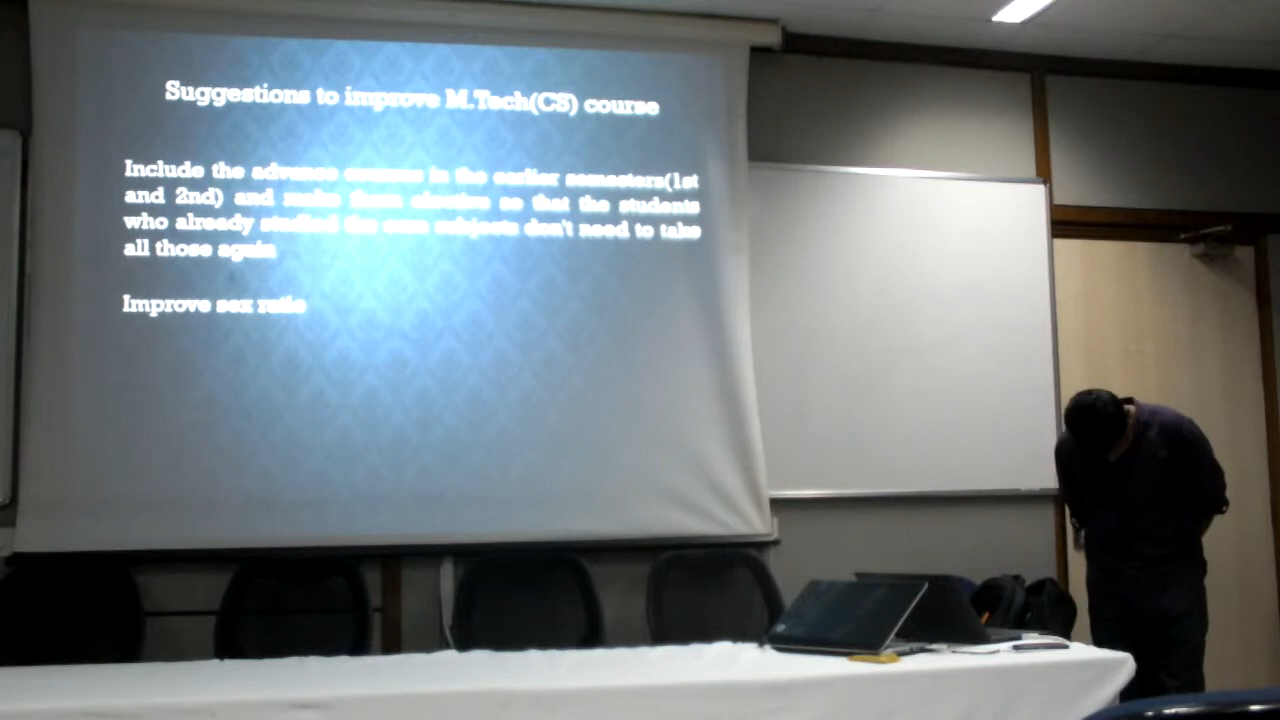 Suggestions to improve M.Tech(CS) course
Include the advance courses in the earlier semesters(1st
and 2nd) and make them elective so that the students
who already studied the subjects don't need to take
all those again
Improve sex ratio